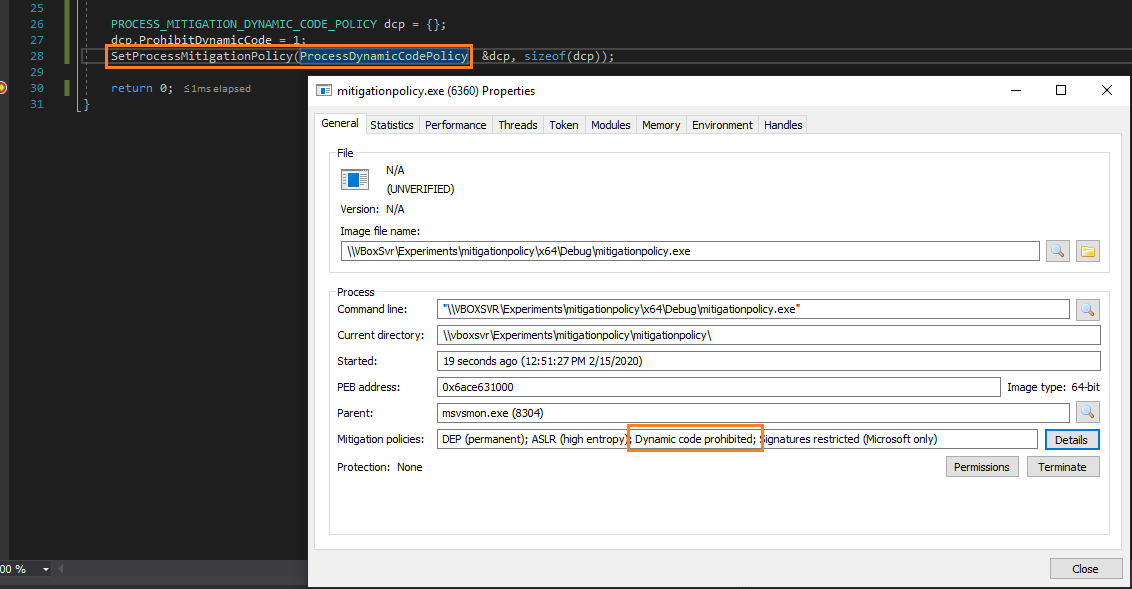 25
26 PROCESS_MITIGATION_DYNAMIC_CODE_POLICY dcp = {};
27 dcp.ProhibitDynamicCode = 1;
28 SetProcessMitigationPolicy(ProcessDynamicCodePolicy, &dcp, sizeof(dcp));
29
30 return 0; ≤1ms elapsed
31 }
mitigationpolicy.exe (6360) Properties
General Statistics Performance Threads Token Modules Memory Environment Handles
File
N/A
(UNVERIFIED)
Version: N/A
Image file name:
\\VBoxSvr\Experiments\mitigationpolicy\x64\Debug\mitigationpolicy.exe
Process
Command line: "\\VBOXSVR\Experiments\mitigationpolicy\x64\Debug\mitigationpolicy.exe"
Current directory: \\vboxsvr\Experiments\mitigationpolicy\mitigationpolicy\
Started: 19 seconds ago (12:51:27 PM 2/15/2020)
PEB address: 0x6ace631000 Image type: 64-bit
Parent: msvsmon.exe (8304)
Mitigation policies: DEP (permanent); ASLR (high entropy); Dynamic code prohibited; Signatures restricted (Microsoft only) Details
Protection: None Permissions Terminate
00 %
Close